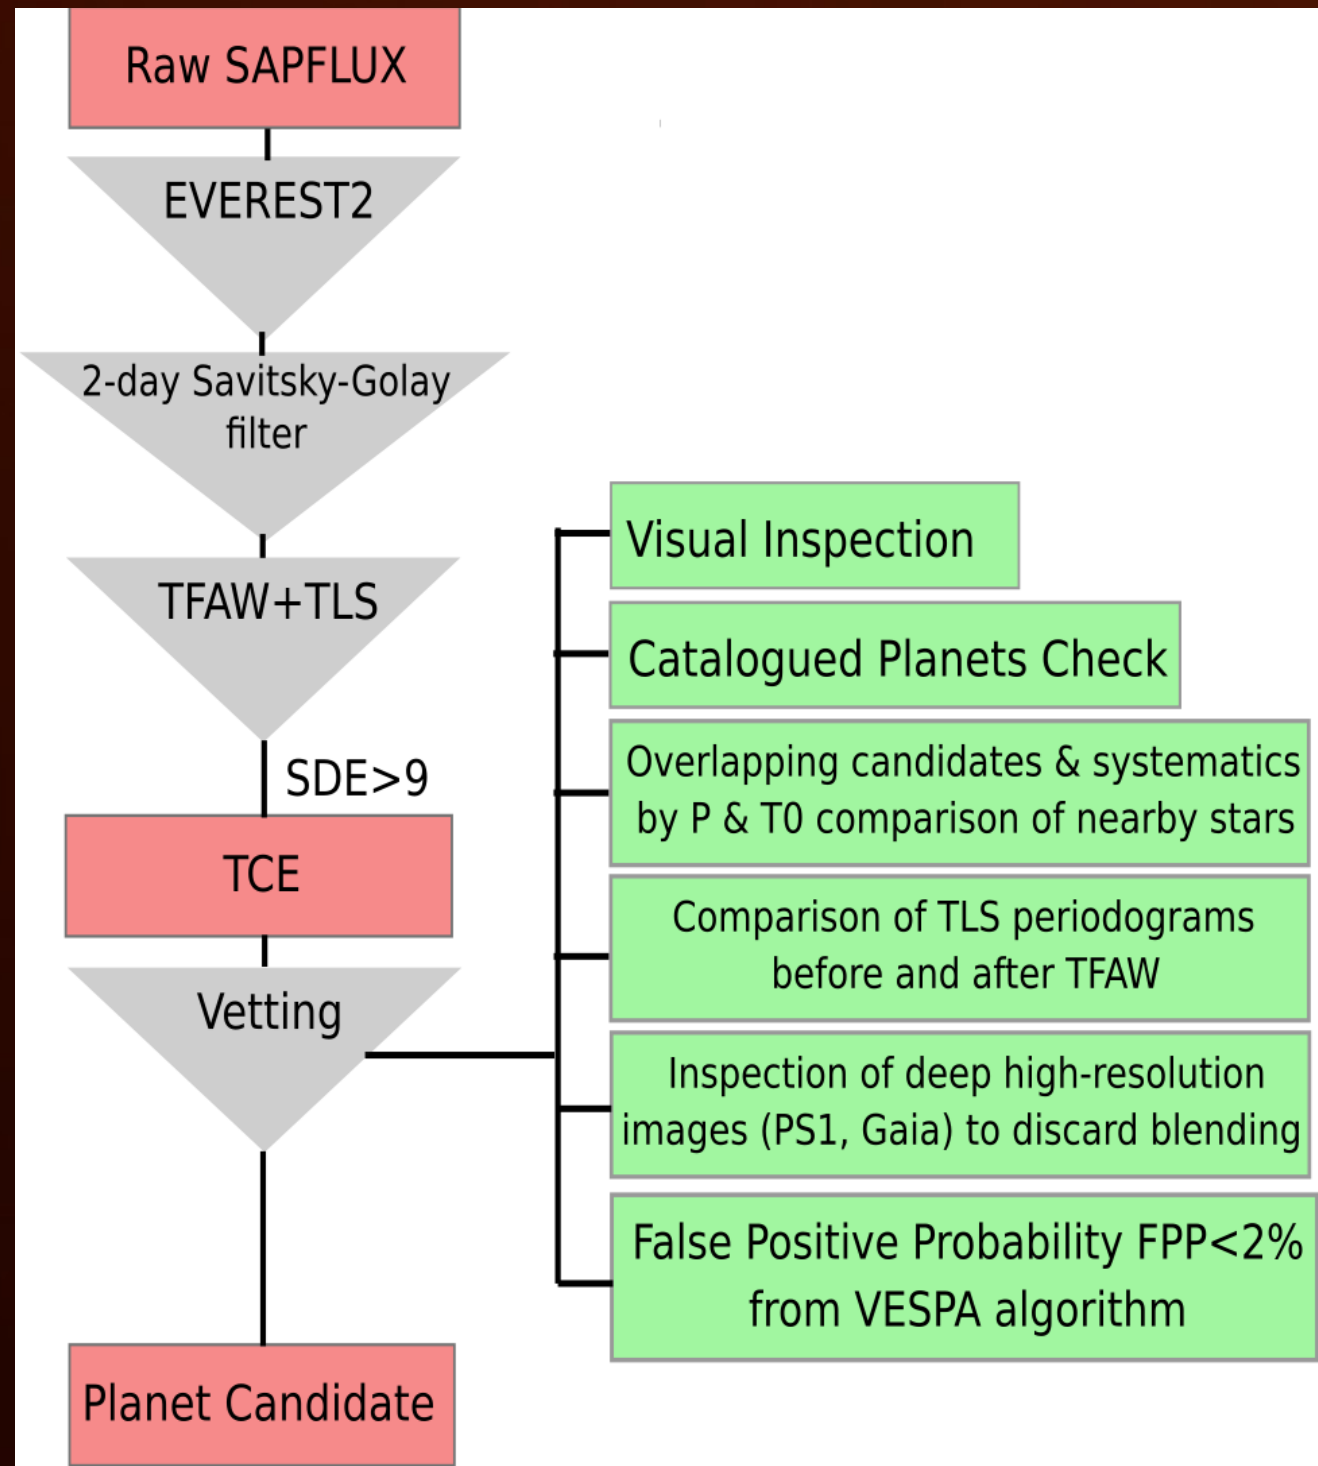 Raw SAPFLUX
EVEREST2
2-day Savitsky-Golay
filter
TFAW+TLS
SDE>9
TCE
Vetting
Visual Inspection
Catalogued Planets Check
Overlapping candidates & systematics
by P & T0 comparison of nearby stars
Comparison of TLS periodograms
before and after TFAW
Inspection of deep high-resolution
images (PS1, Gaia) to discard blending
False Positive Probability FPP<2%
from VESPA algorithm
Planet Candidate